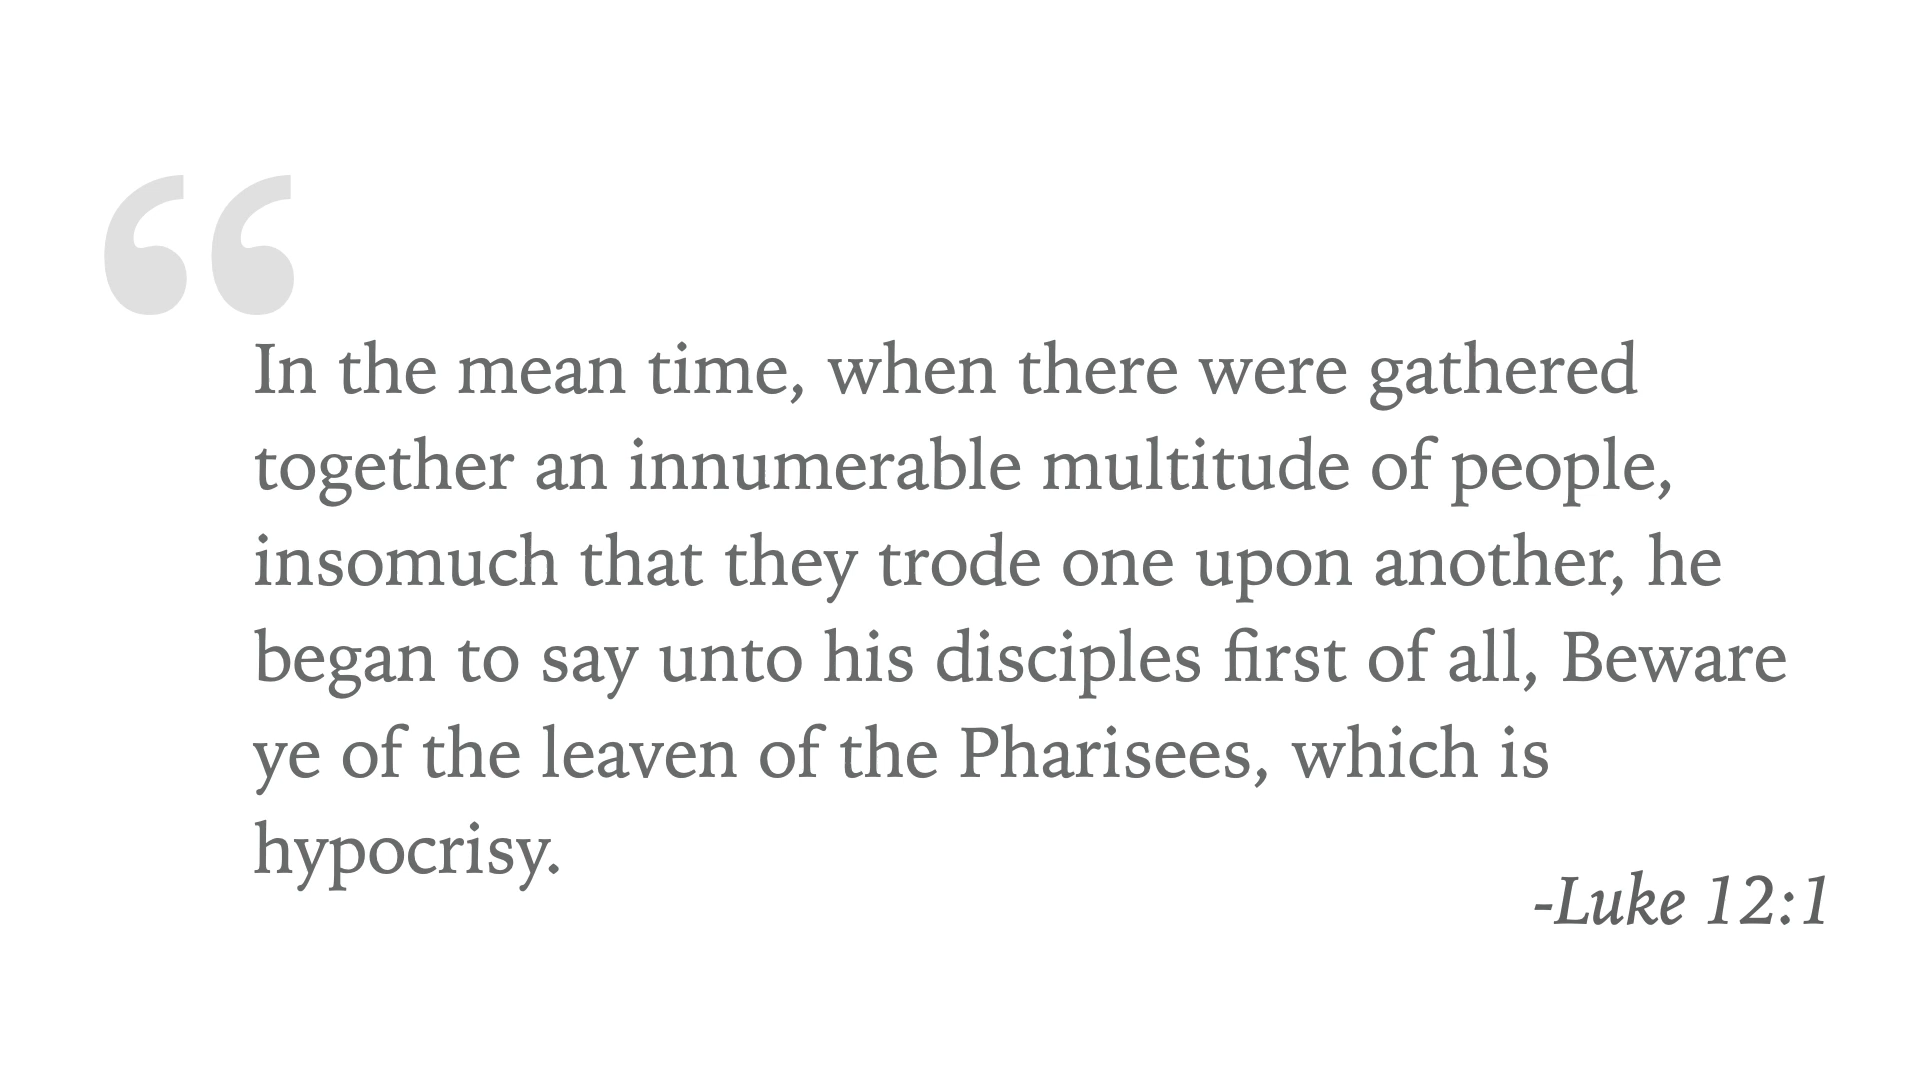 “
In the mean time, when there were gathered
together an innumerable multitude of people,
insomuch that they trode one upon another, he
began to say unto his disciples first of all, Beware
ye of the leaven of the Pharisees, which is
hypocrisy.
-Luke 12:1